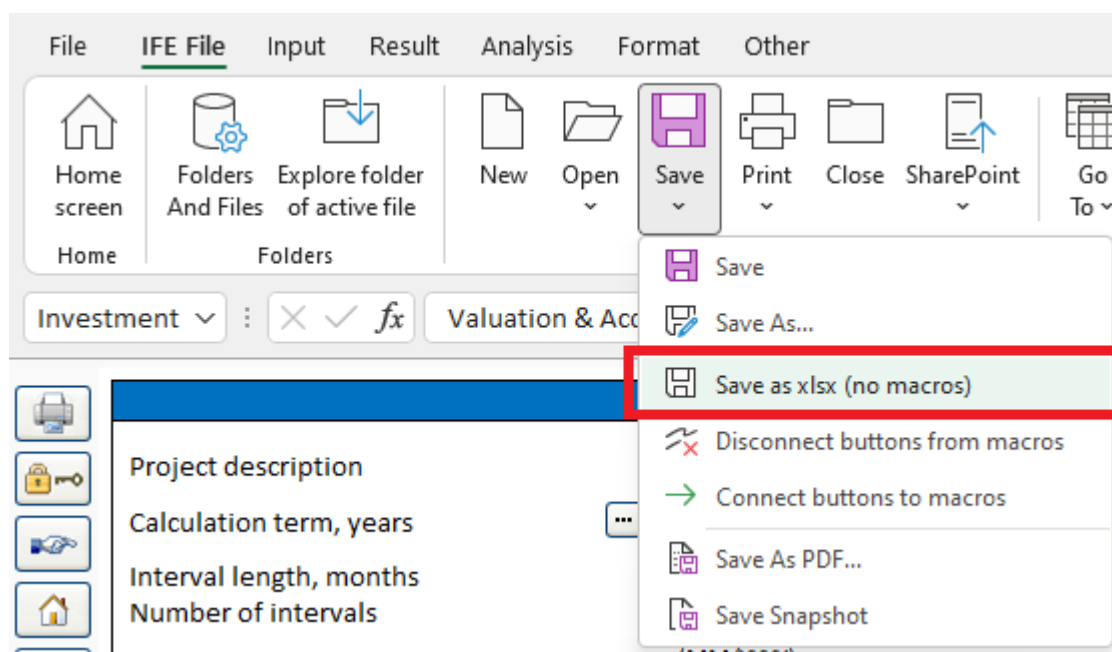 File IFE File Input Result Analysis Format Other
Home screen
Folders And Files
Explore folder of active file
New
Open
Save
Print
Close
SharePoint
Go To
Home
Folders
Investment
fx
Valuation & Acc
Save
Save As...
Save as xlsx (no macros)
Disconnect buttons from macros
Connect buttons to macros
Save As PDF...
Save Snapshot
Project description
Calculation term, years
...
Interval length, months
Number of intervals